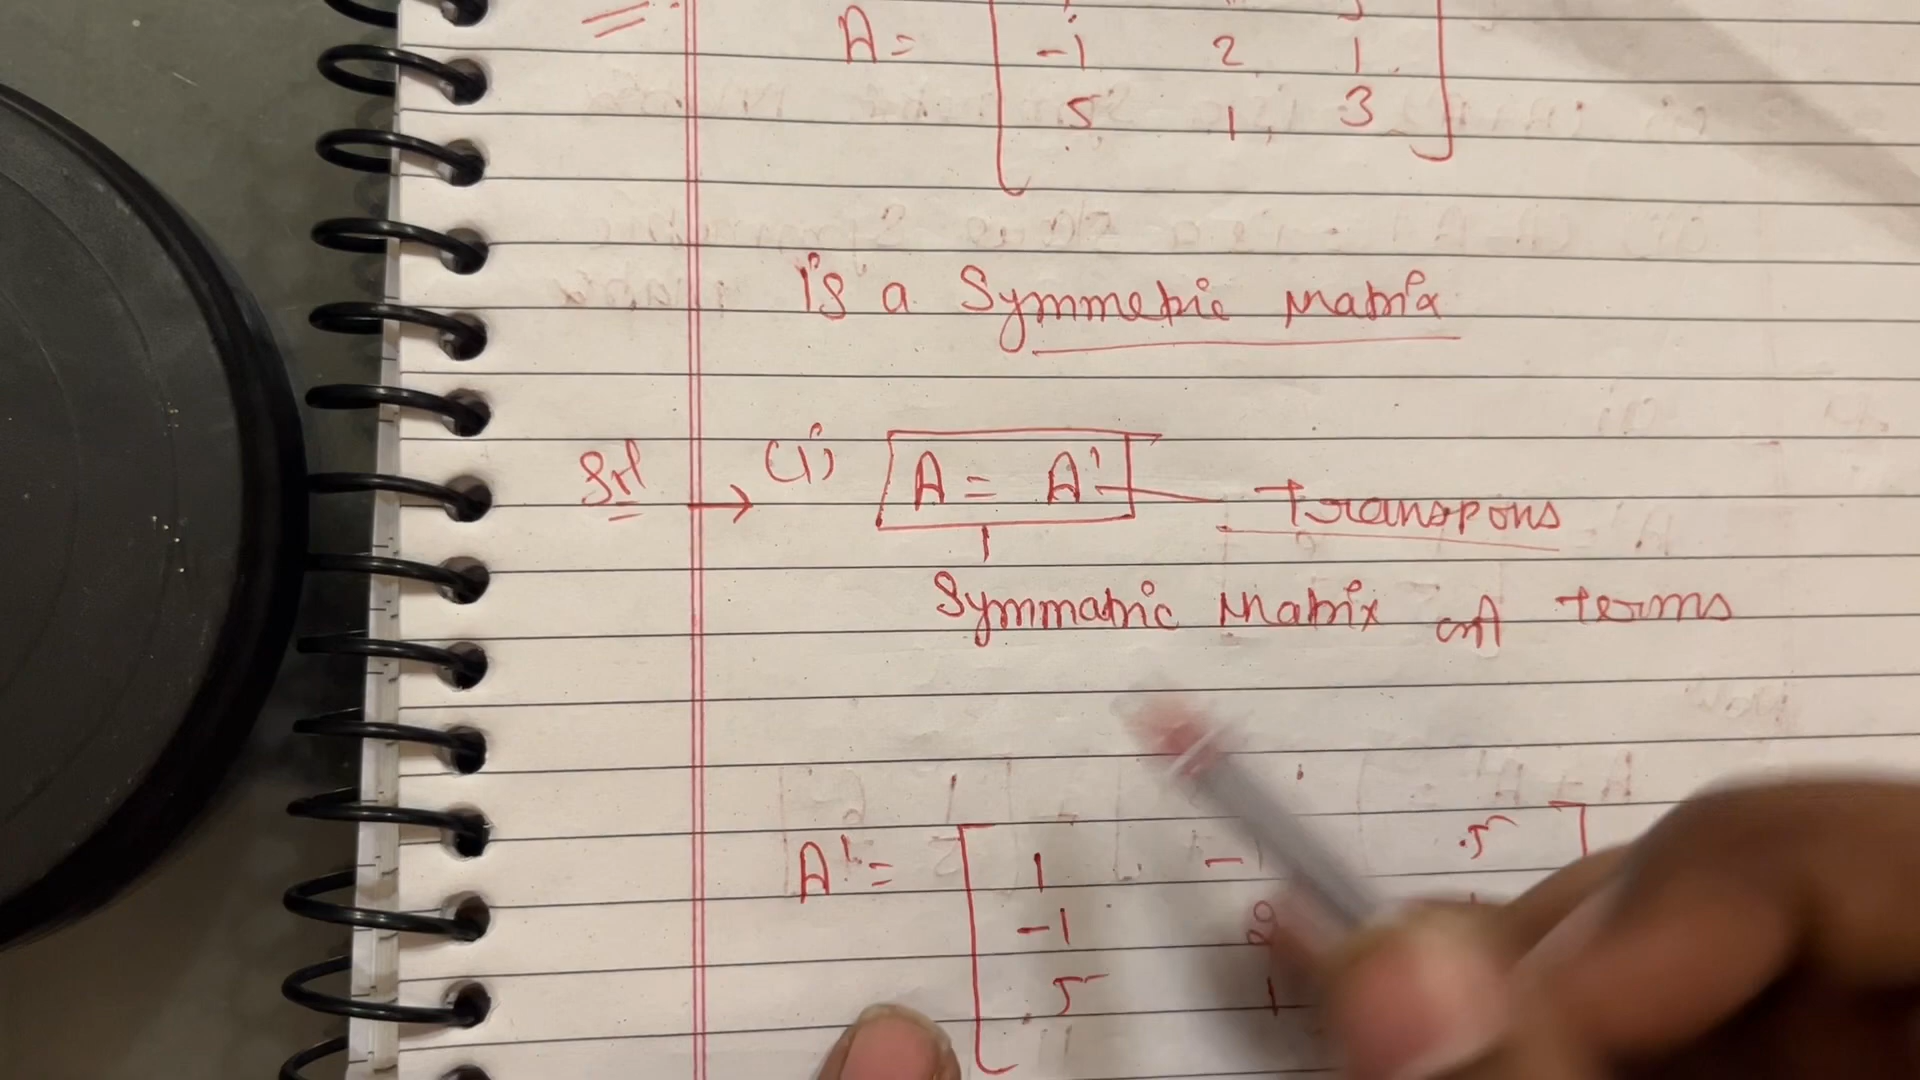 A =
-1 2 1
5 1 3
is a Symmetric Matrix
Sol → (i) A = A' Transpons
Symmatric Matrix of terms
A' = 1 -1 5
-1 2
5 1